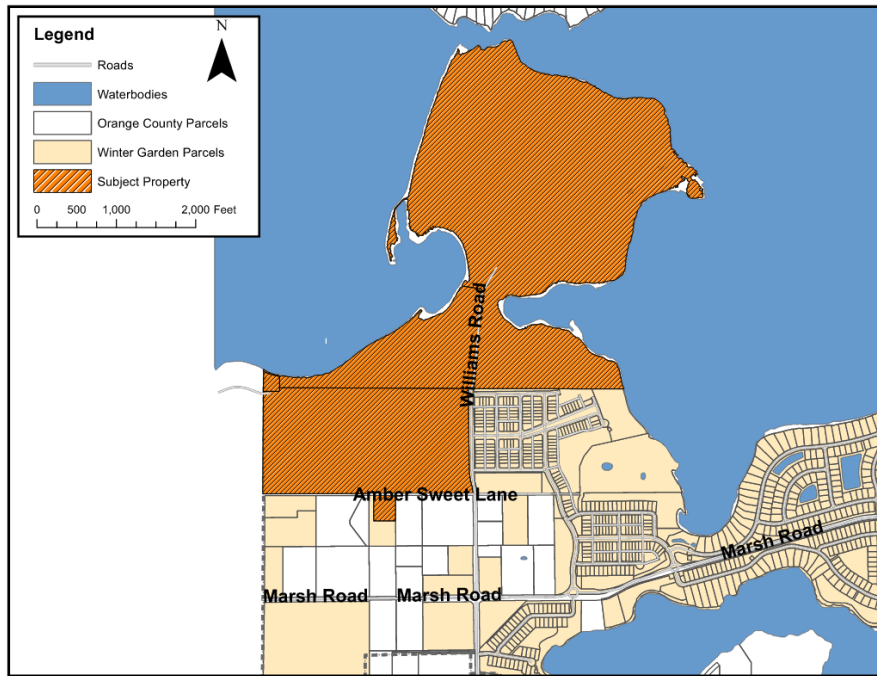 Legend
N
Roads
Waterbodies
Orange County Parcels
Winter Garden Parcels
Subject Property
0 500 1,000 2,000 Feet
Williams Road
Amber Sweet Lane
Marsh Road
Marsh Road Marsh Road